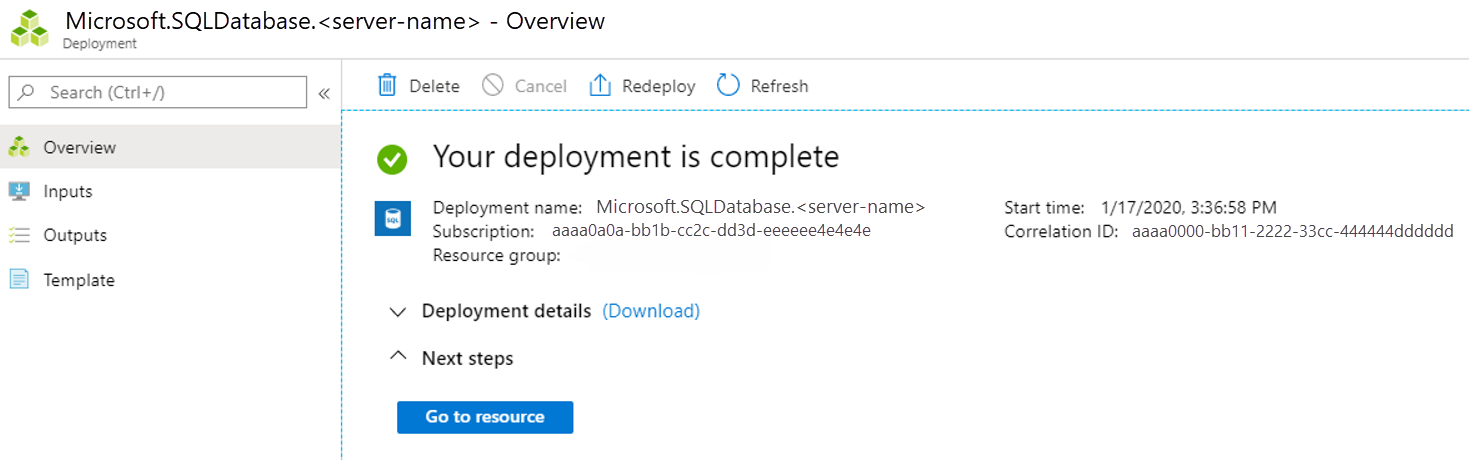 Microsoft.SQLDatabase.<server-name> - Overview
Deployment
Search (Ctrl+/)
«
Delete Cancel Redeploy Refresh
Overview
Inputs
Outputs
Template
Your deployment is complete
SQL
Deployment name: Microsoft.SQLDatabase.<server-name> Start time: 1/17/2020, 3:36:58 PM
Subscription: aaaa0a0a-bb1b-cc2c-dd3d-eeeeee4e4e4e Correlation ID: aaaa0000-bb11-2222-33cc-444444dddddd
Resource group:
Deployment details (Download)
Next steps
Go to resource